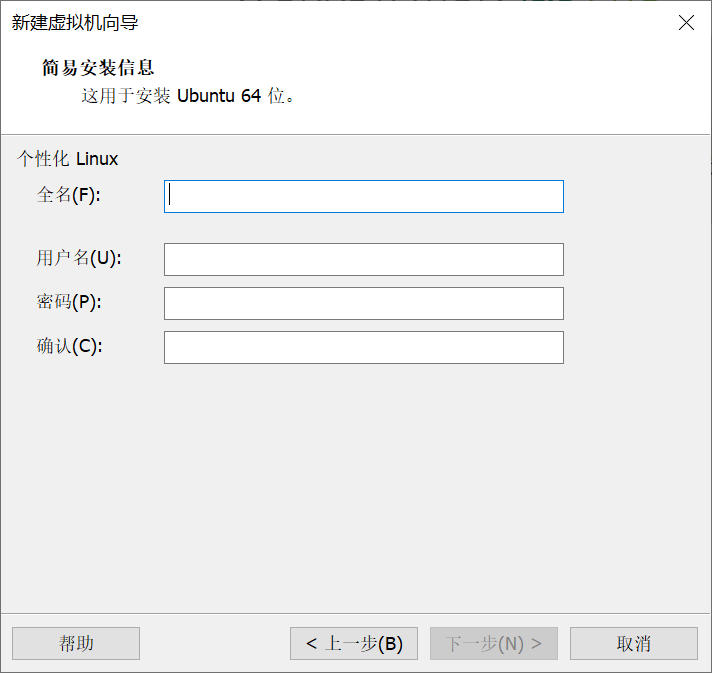 新建虚拟机向导
简易安装信息
这用于安装 Ubuntu 64 位。
个性化 Linux
全名(F):
用户名(U):
密码(P):
确认(C):
帮助
< 上一步(B)
下一步(N) >
取消